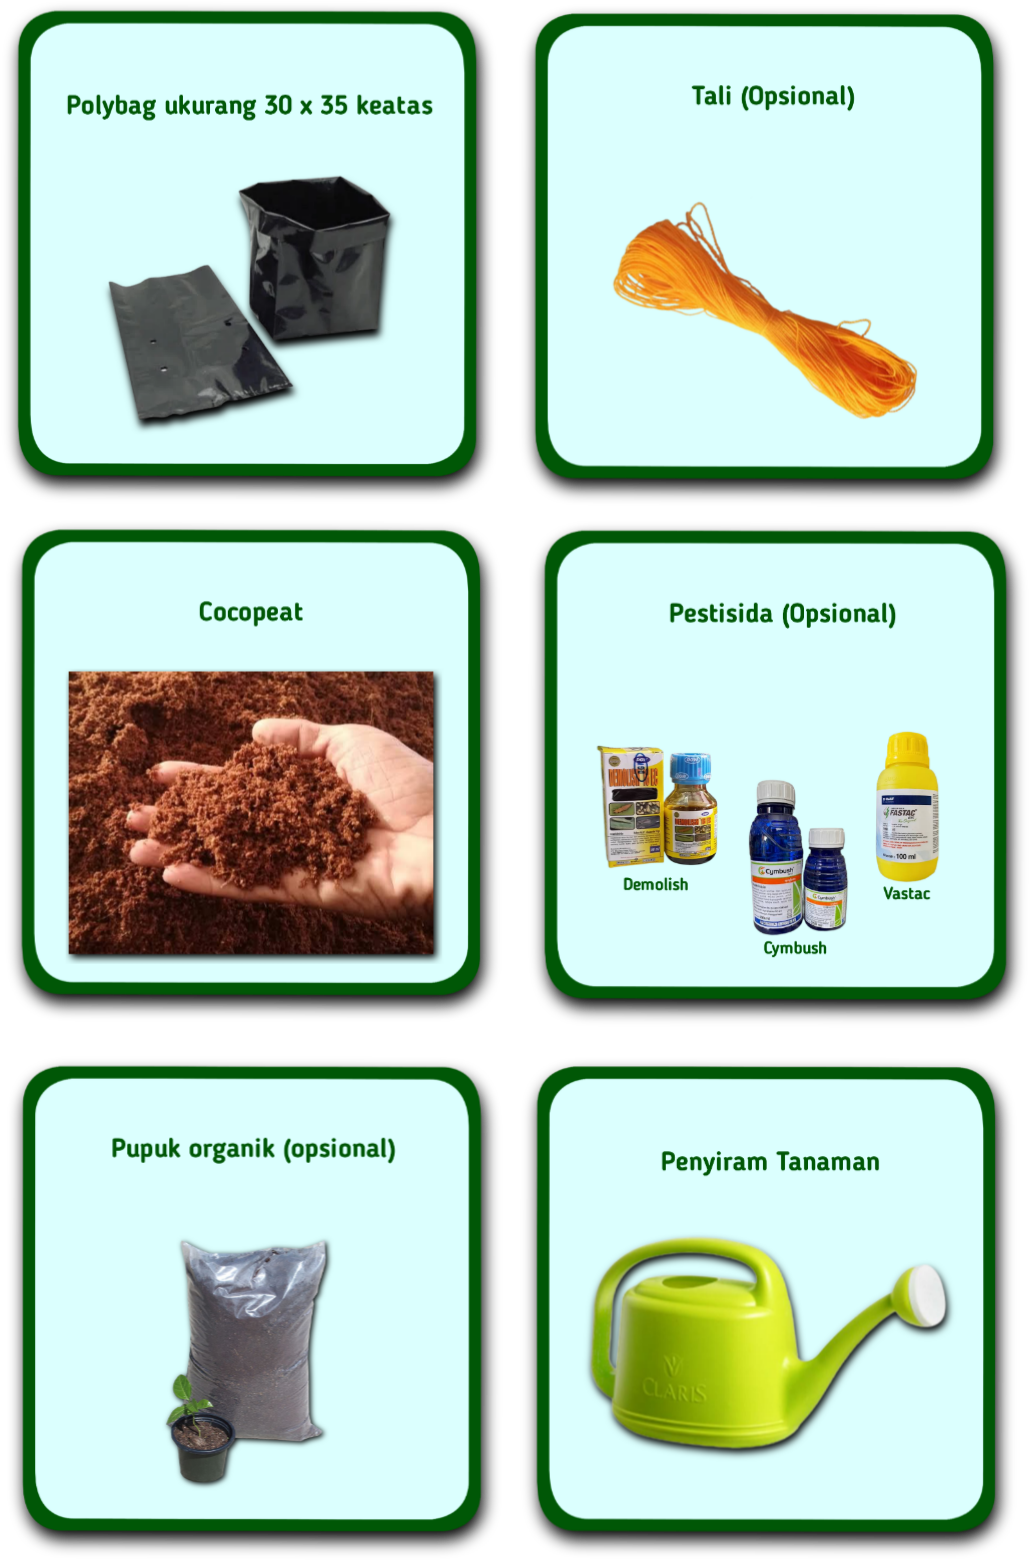 Polybag ukurang 30 x 35 keatas
Tali (Opsional)
Cocopeat
Pestisida (Opsional)
Demolish
Cymbush
Cymbush
Cymbush
FASTAC
100 ml
Vastac
Pupuk organik (opsional)
Penyiram Tanaman
CLARIS